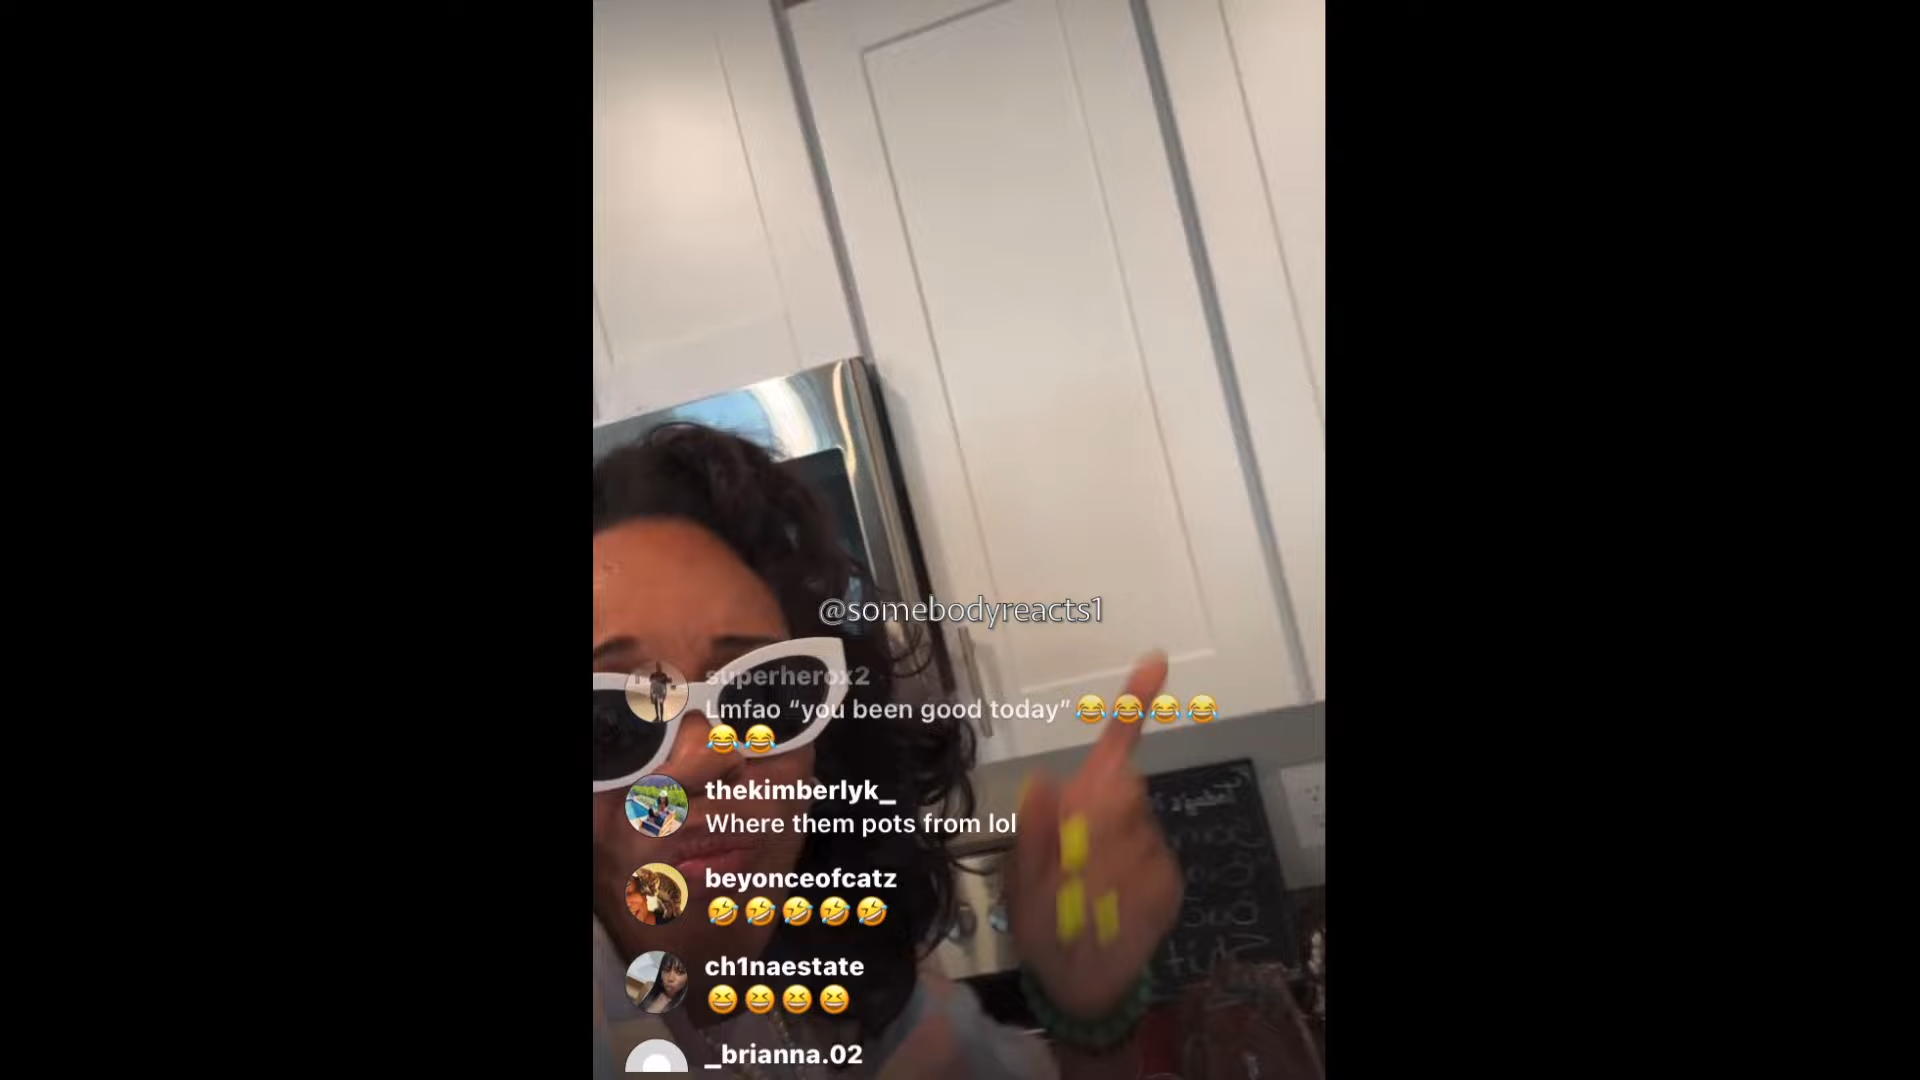 @somebodyreacts1
superherox2
Lmfao “you been good today”😂😂😂😂
😂😂
thekimberlyk_
Where them pots from lol
beyonceofcatz
🤣🤣🤣🤣🤣
ch1naestate
😆😆😆😆
_brianna.02